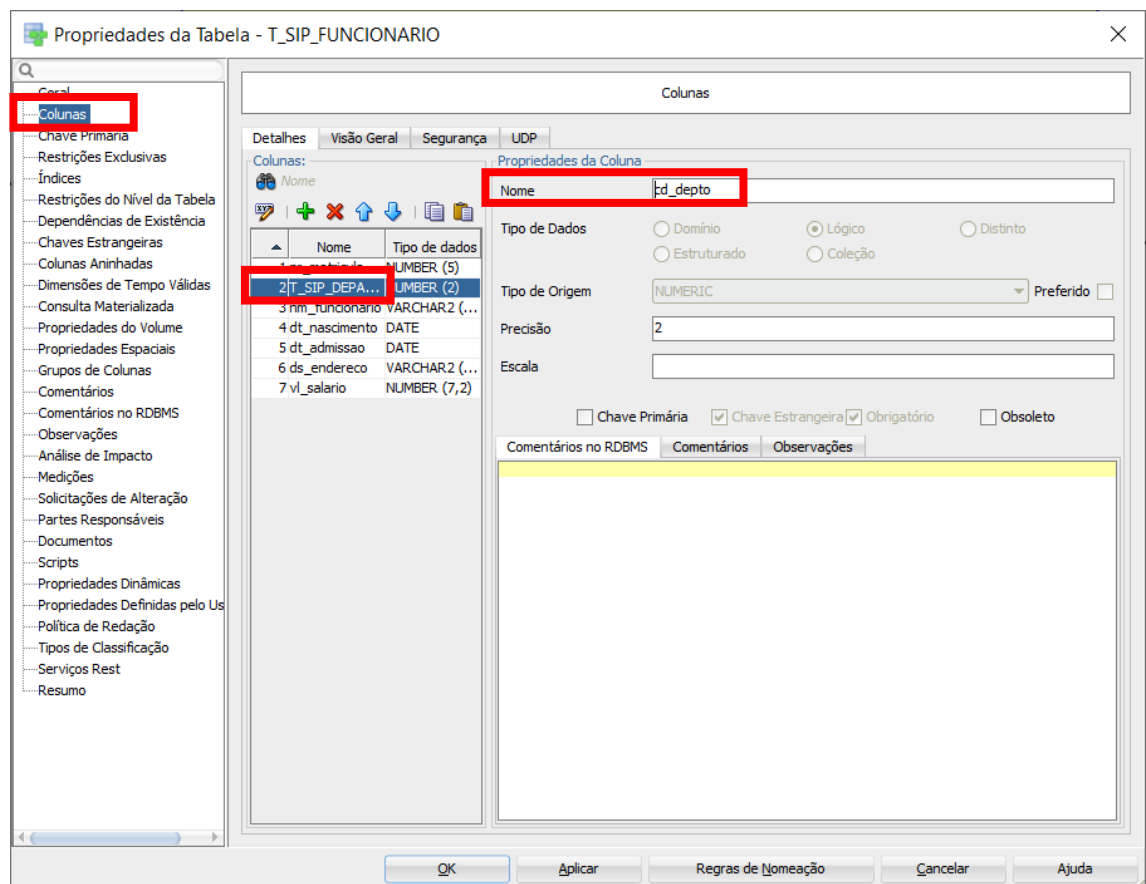 Propriedades da Tabela - T_SIP_FUNCIONARIO
Geral
Colunas
Chave Primária
Restrições Exclusivas
Índices
Restrições do Nível da Tabela
Dependências de Existência
Chaves Estrangeiras
Colunas Aninhadas
Dimensões de Tempo Válidas
Consulta Materializada
Propriedades do Volume
Propriedades Espaciais
Grupos de Colunas
Comentários
Comentários no RDBMS
Observações
Análise de Impacto
Medições
Solicitações de Alteração
Partes Responsáveis
Documentos
Scripts
Propriedades Dinâmicas
Propriedades Definidas pelo Us
Política de Redação
Tipos de Classificação
Serviços Rest
Resumo
Colunas
Detalhes Visão Geral Segurança UDP
Colunas:
Nome
Nome Tipo de dados
1 nr_matricula NUMBER (5)
2 T_SIP_DEPA... NUMBER (2)
3 nm_funcionario VARCHAR2 (...
4 dt_nascimento DATE
5 dt_admissao DATE
6 ds_endereco VARCHAR2 (...
7 vl_salario NUMBER (7,2)
Propriedades da Coluna
Nome cd_depto
Tipo de Dados Domínio Lógico Distinto
Estruturado Coleção
Tipo de Origem NUMERIC Preferido
Precisão 2
Escala
Chave Primária Chave Estrangeira Obrigatório Obsoleto
Comentários no RDBMS Comentários Observações
OK Aplicar Regras de Nomeação Cancelar Ajuda